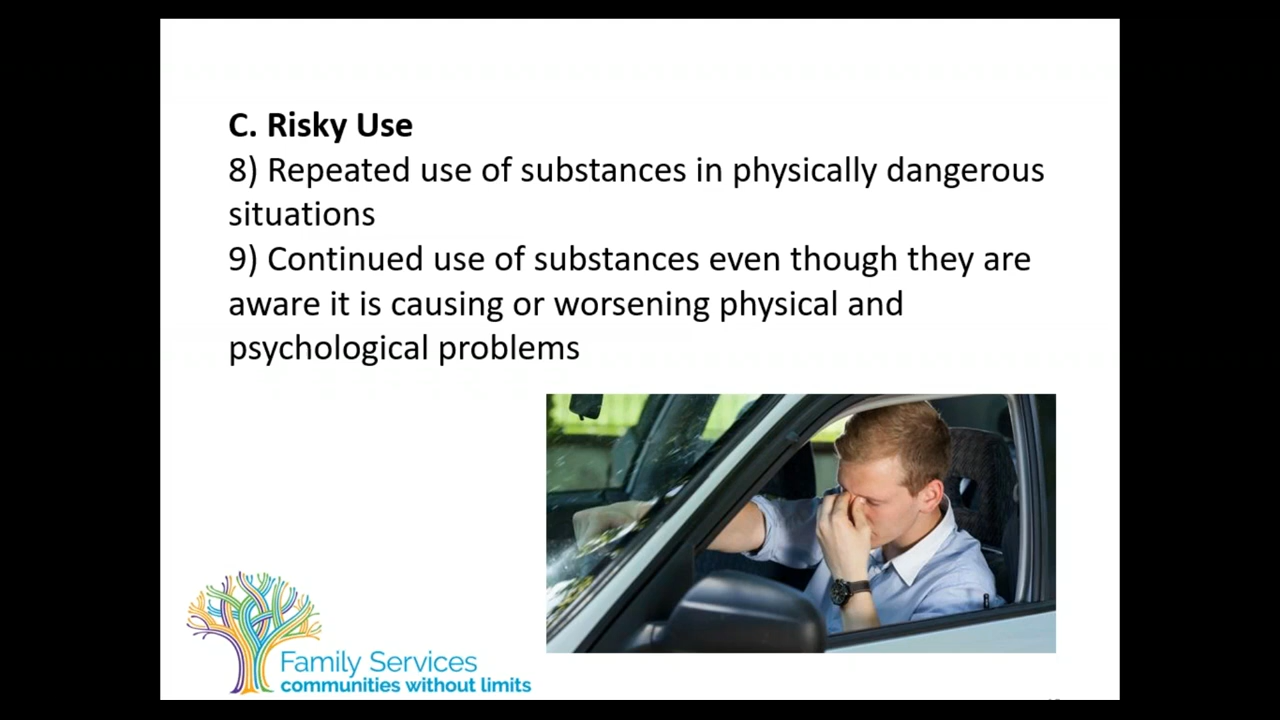 C. Risky Use
8) Repeated use of substances in physically dangerous
situations
9) Continued use of substances even though they are
aware it is causing or worsening physical and
psychological problems
Family Services
communities without limits